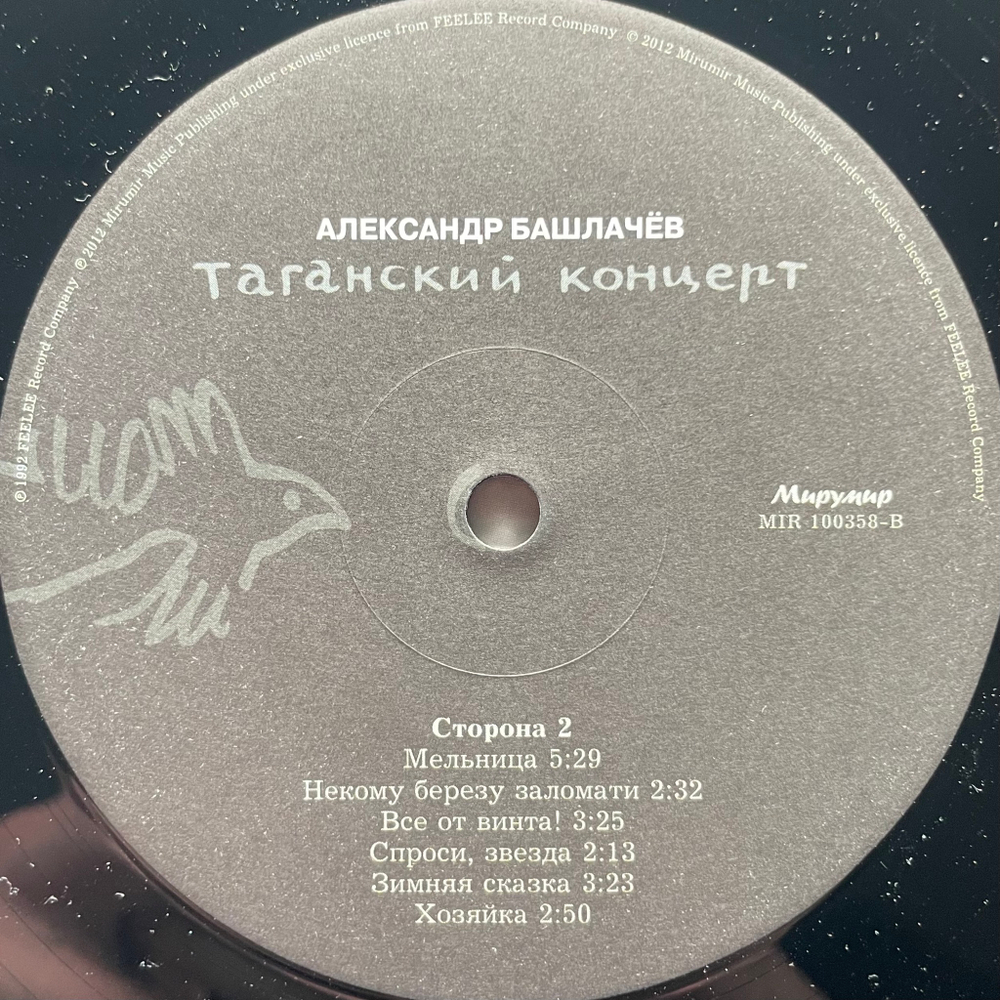 ℗ 1992 FEELEE Record Company © 2012 Mirumir Music Publishing under exclusive licence from FEELEE Record Company © 2012 Mirumir Music Publishing under exclusive licence from FEELEE Record Company
АЛЕКСАНДР БАШЛАЧЁВ
Таганский концерт
Мирумир
MIR 100358-B
Сторона 2
Мельница 5:29
Некому березу заломати 2:32
Все от винта! 3:25
Спроси, звезда 2:13
Зимняя сказка 3:23
Хозяйка 2:50